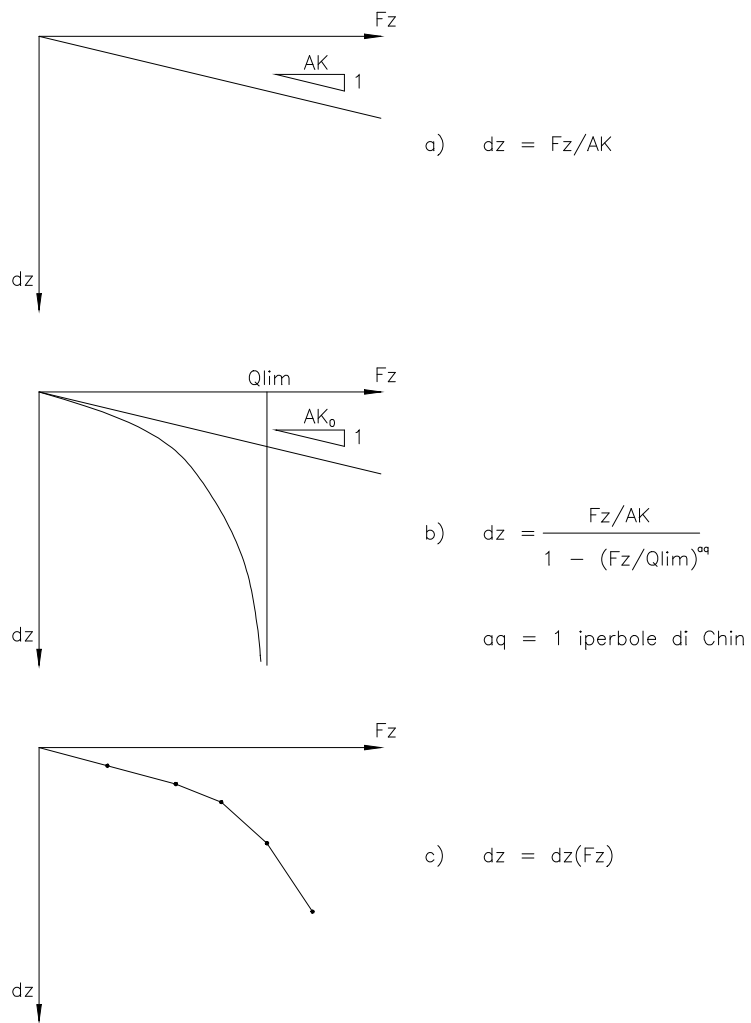 Fz
AK
1
a) dz = Fz/AK
dz
Qlim
Fz
AK₀
1
b) dz = Fz/AK
1 - (Fz/Qlim)^aq
dz
aq = 1 iperbole di Chin
Fz
c) dz = dz(Fz)
dz